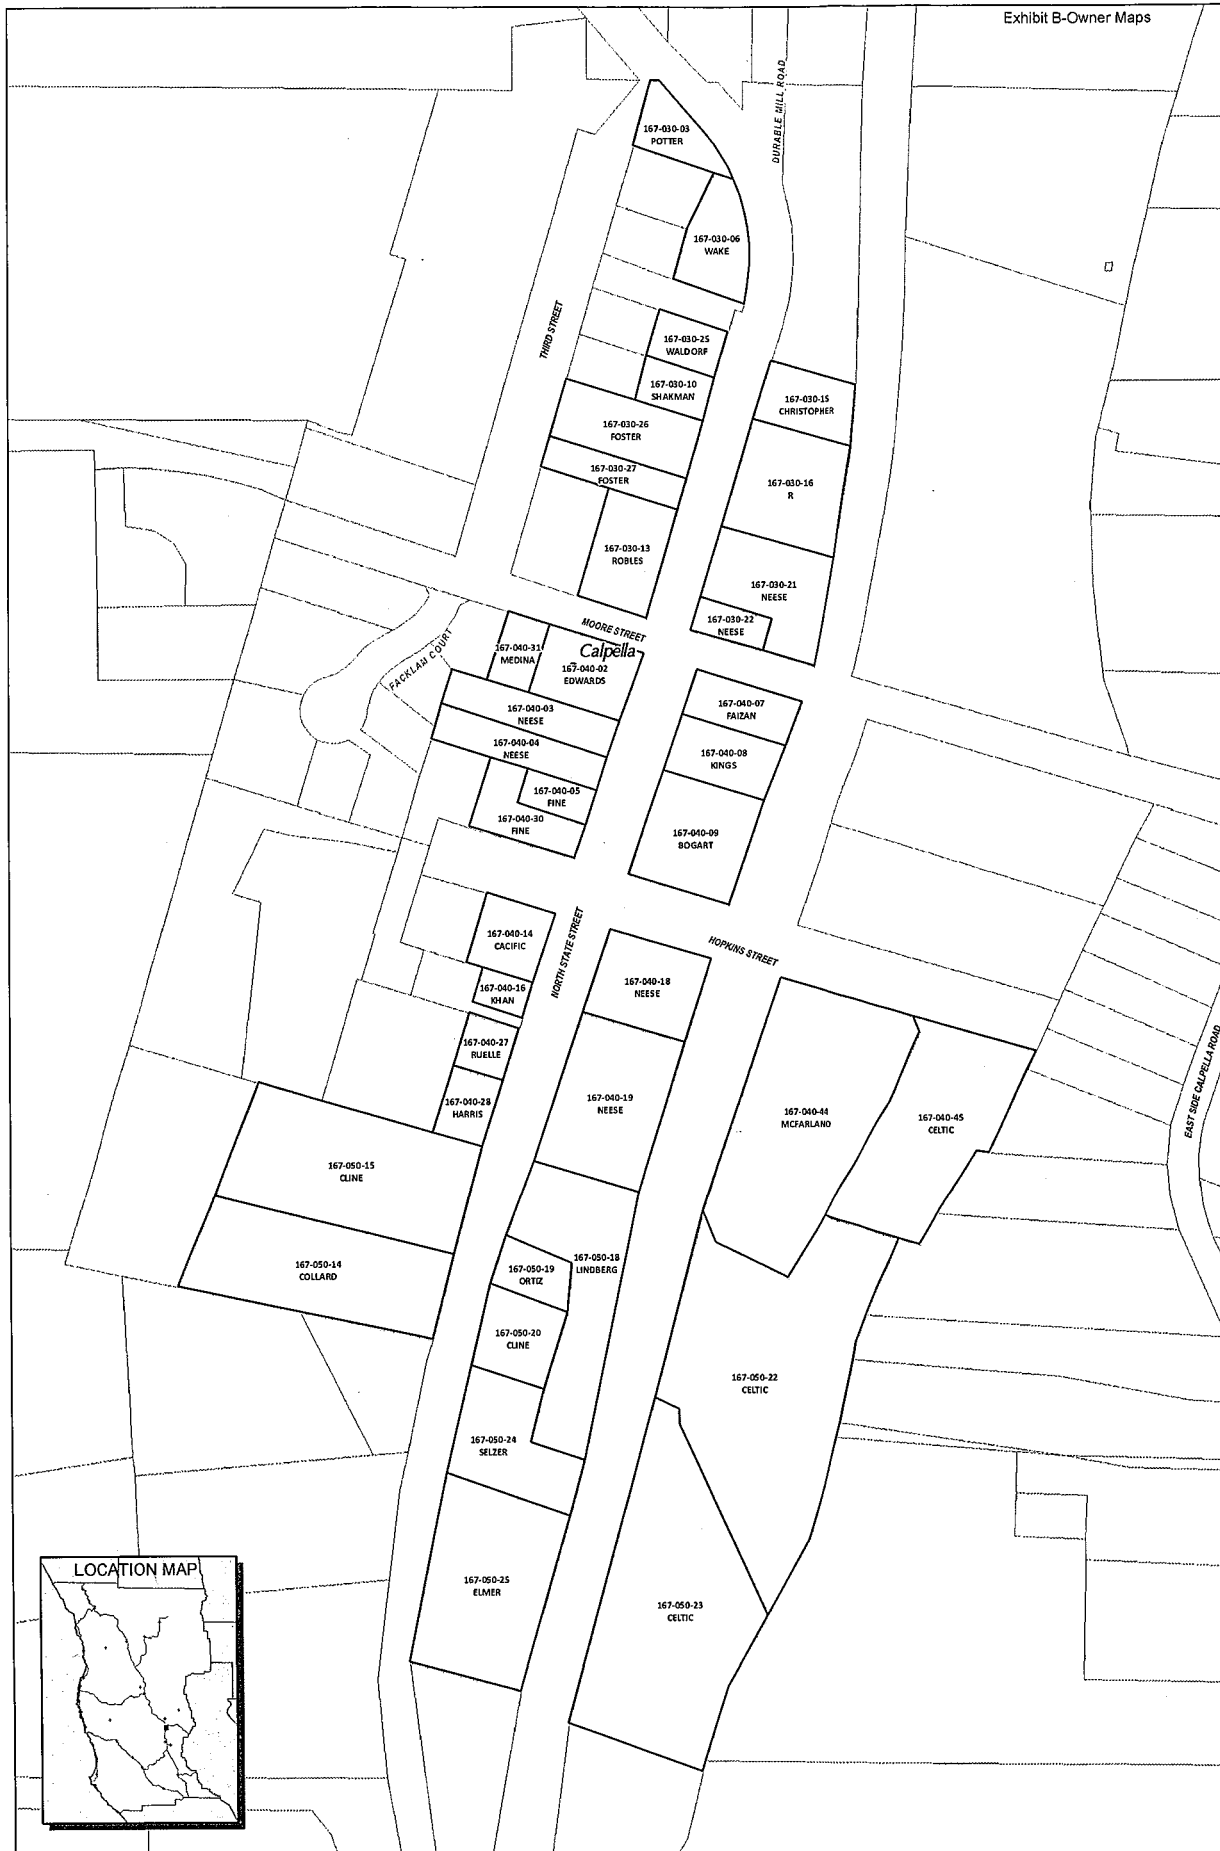 Exhibit B-Owner Maps
DURABLE MILL ROAD
167-030-03
POTTER
167-030-06
WAKE
THIRD STREET
167-030-25
WALDORF
167-030-10
SHAKMAN
167-030-15
CHRISTOPHER
167-030-26
FOSTER
167-030-27
FOSTER
167-030-16
R
167-030-13
ROBLES
167-030-21
NEESE
167-030-22
NEESE
MOORE STREET
Calpella
FACKLAM COURT
167-040-31
MEDINA
167-040-02
EDWARDS
167-040-03
NEESE
167-040-07
FAIZAN
167-040-04
NEESE
167-040-08
KINGS
167-040-05
FINE
167-040-30
FINE
167-040-09
BOGART
167-040-14
CACIFIC
NORTH STATE STREET
HOPKINS STREET
167-040-16
KHAN
167-040-18
NEESE
167-040-27
RUELLE
167-040-28
HARRIS
167-040-19
NEESE
167-040-44
MCFARLAND
167-040-45
CELTIC
EAST SIDE CALPELLA ROAD
167-050-15
CLINE
167-050-14
COLLARD
167-050-18
LINDBERG
167-050-19
ORTIZ
167-050-20
CLINE
167-050-22
CELTIC
167-050-24
SELZER
167-050-25
ELMER
167-050-23
CELTIC
LOCATION MAP